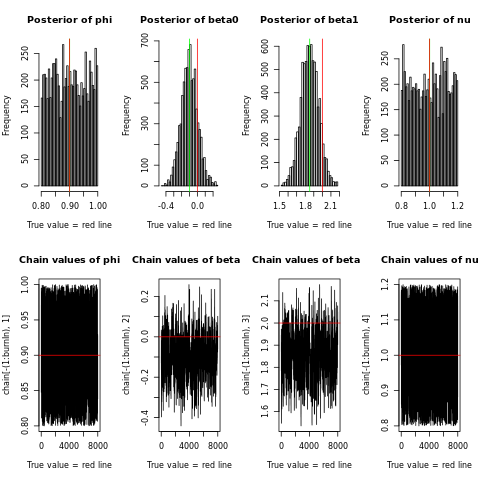 Posterior of phi
Posterior of beta0
Posterior of beta1
Posterior of nu
Frequency
0 50 100 150 200 250
0.80 0.90 1.00
True value = red line
Frequency
0 100 300 500 700
-0.4 0.0
True value = red line
Frequency
0 100 200 300 400 500 600
1.5 1.8 2.1
True value = red line
Frequency
0 50 100 150 200 250
0.8 1.0 1.2
True value = red line
Chain values of phi
Chain values of beta
Chain values of beta
Chain values of nu
chain[-(1:burnIn), 1]
0.80 0.85 0.90 0.95 1.00
0 4000 8000
True value = red line
chain[-(1:burnIn), 2]
-0.4 -0.2 0.0 0.2
0 4000 8000
True value = red line
chain[-(1:burnIn), 3]
1.6 1.7 1.8 1.9 2.0 2.1
0 4000 8000
True value = red line
chain[-(1:burnIn), 4]
0.8 0.9 1.0 1.1 1.2
0 4000 8000
True value = red line